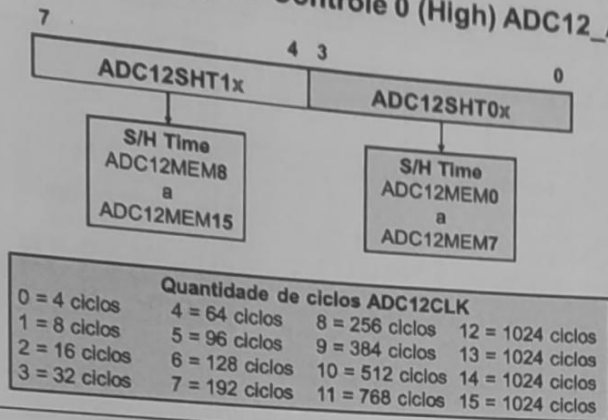 Controle 0 (High) ADC12_
7 4 3 0
ADC12SHT1x ADC12SHT0x
S/H Time
ADC12MEM8
a
ADC12MEM15
S/H Time
ADC12MEM0
a
ADC12MEM7
Quantidade de ciclos ADC12CLK
0 = 4 ciclos 4 = 64 ciclos 8 = 256 ciclos 12 = 1024 ciclos
1 = 8 ciclos 5 = 96 ciclos 9 = 384 ciclos 13 = 1024 ciclos
2 = 16 ciclos 6 = 128 ciclos 10 = 512 ciclos 14 = 1024 ciclos
3 = 32 ciclos 7 = 192 ciclos 11 = 768 ciclos 15 = 1024 ciclos